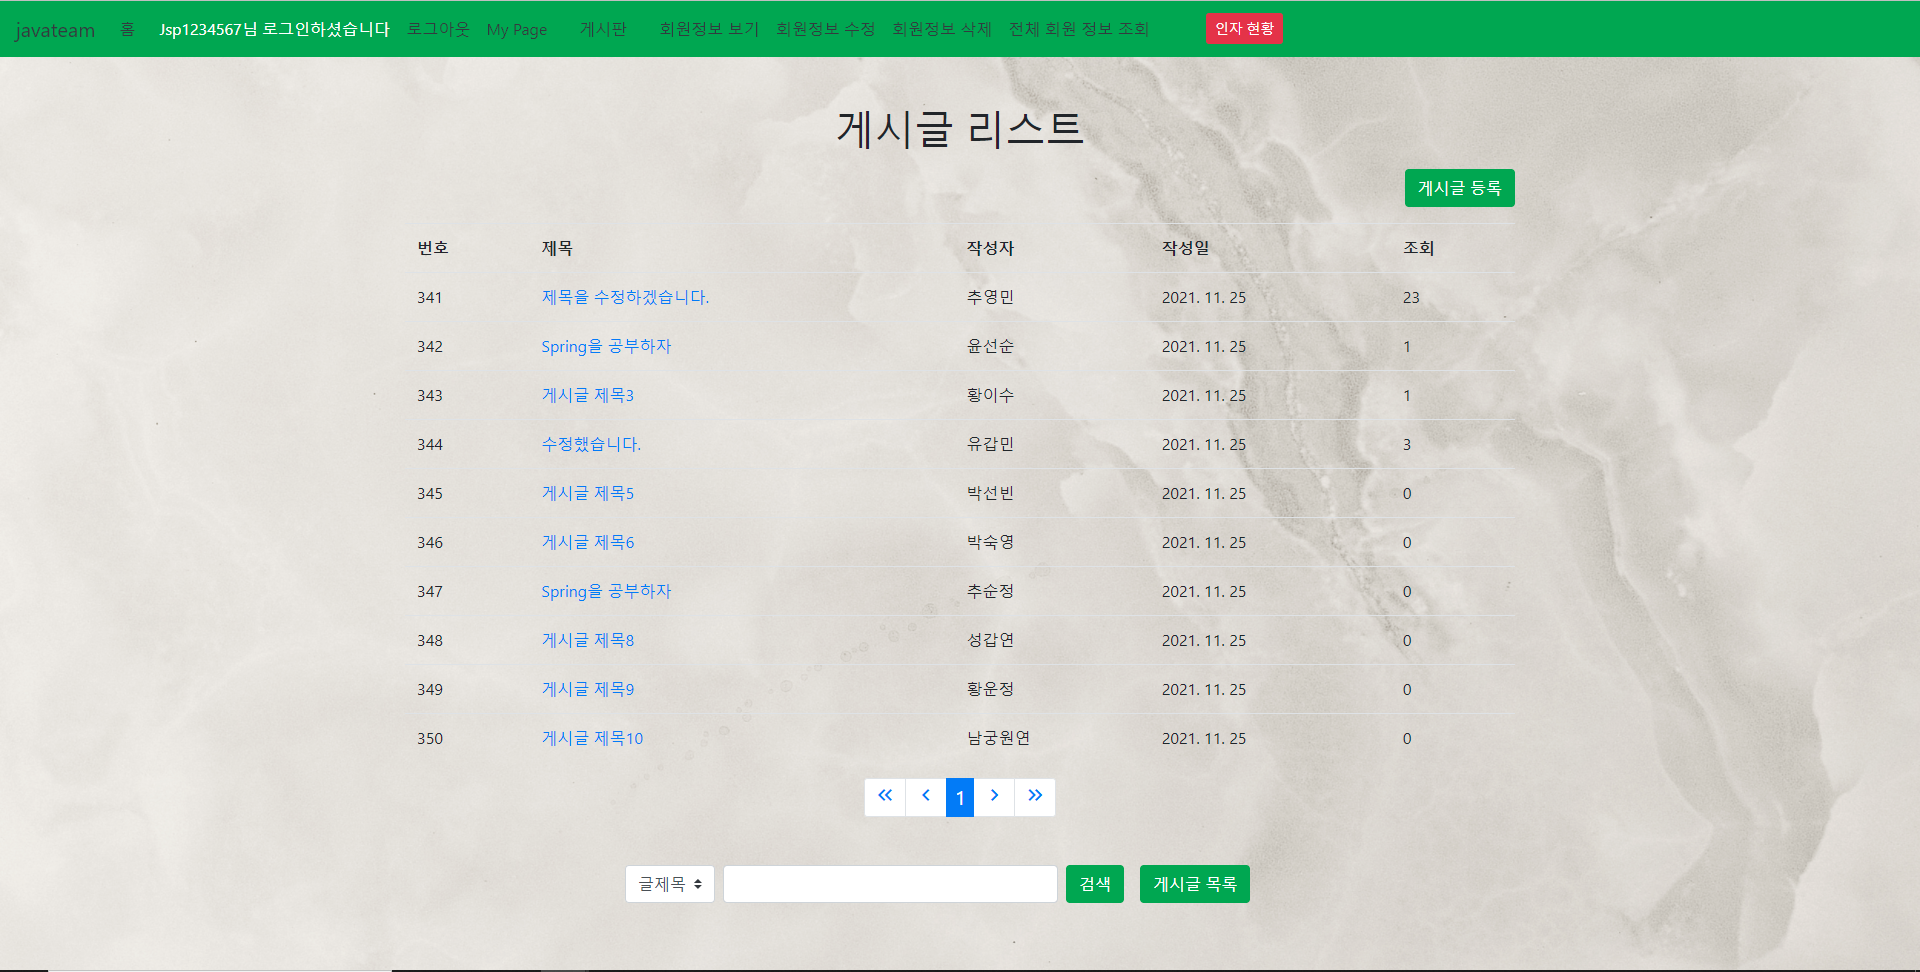 javateam 홈 Jsp1234567님 로그인하셨습니다 로그아웃 My Page 게시판 회원정보 보기 회원정보 수정 회원정보 삭제 전체 회원 정보 조회 인자 현황
게시글 리스트
게시글 등록
번호 제목 작성자 작성일 조회
341 제목을 수정하겠습니다. 추영민 2021. 11. 25 23
342 Spring을 공부하자 윤선순 2021. 11. 25 1
343 게시글 제목3 황이수 2021. 11. 25 1
344 수정했습니다. 유갑민 2021. 11. 25 3
345 게시글 제목5 박선빈 2021. 11. 25 0
346 게시글 제목6 박숙영 2021. 11. 25 0
347 Spring을 공부하자 추순정 2021. 11. 25 0
348 게시글 제목8 성갑연 2021. 11. 25 0
349 게시글 제목9 황운정 2021. 11. 25 0
350 게시글 제목10 남궁원연 2021. 11. 25 0
« ‹ 1 › »
글제목 검색 게시글 목록